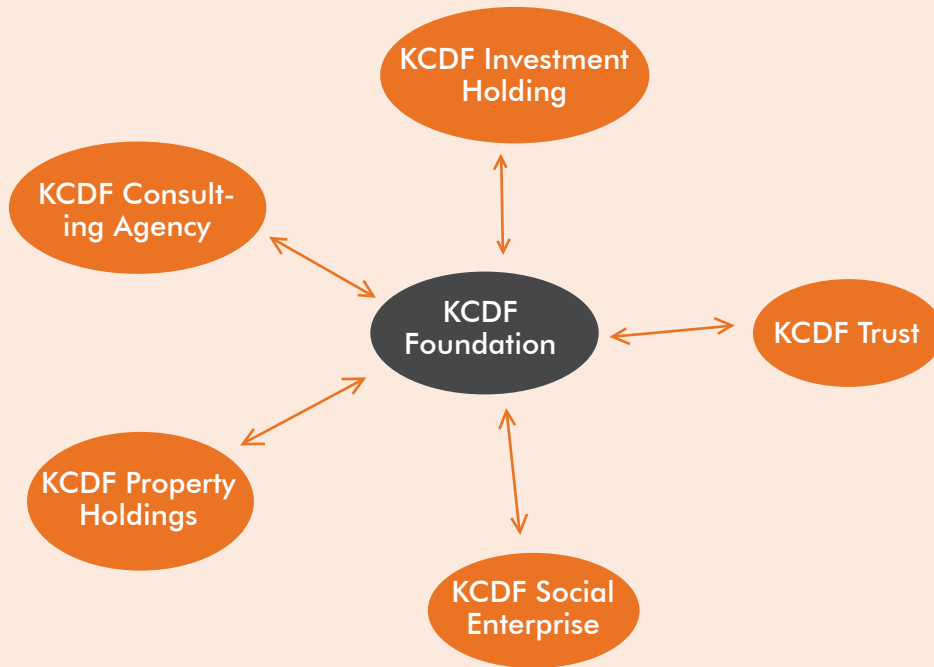 KCDF Investment
Holding
KCDF Consult-
ing Agency
KCDF
Foundation
KCDF Trust
KCDF Property
Holdings
KCDF Social
Enterprise